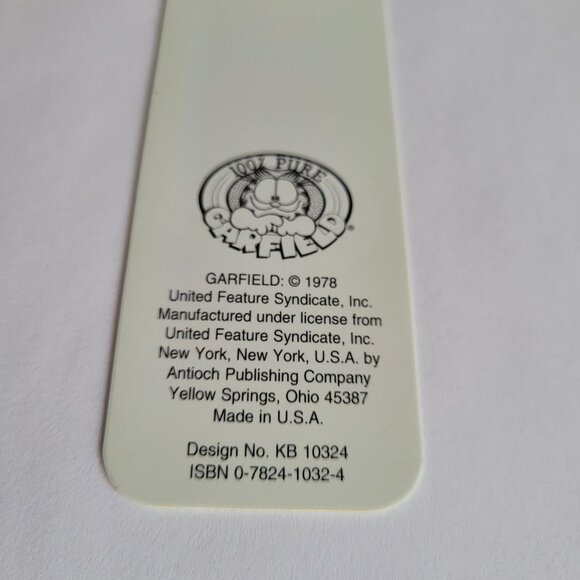 100% PURE
GARFIELD®
GARFIELD: © 1978
United Feature Syndicate, Inc.
Manufactured under license from
United Feature Syndicate, Inc.
New York, New York, U.S.A. by
Antioch Publishing Company
Yellow Springs, Ohio 45387
Made in U.S.A.
Design No. KB 10324
ISBN 0-7824-1032-4